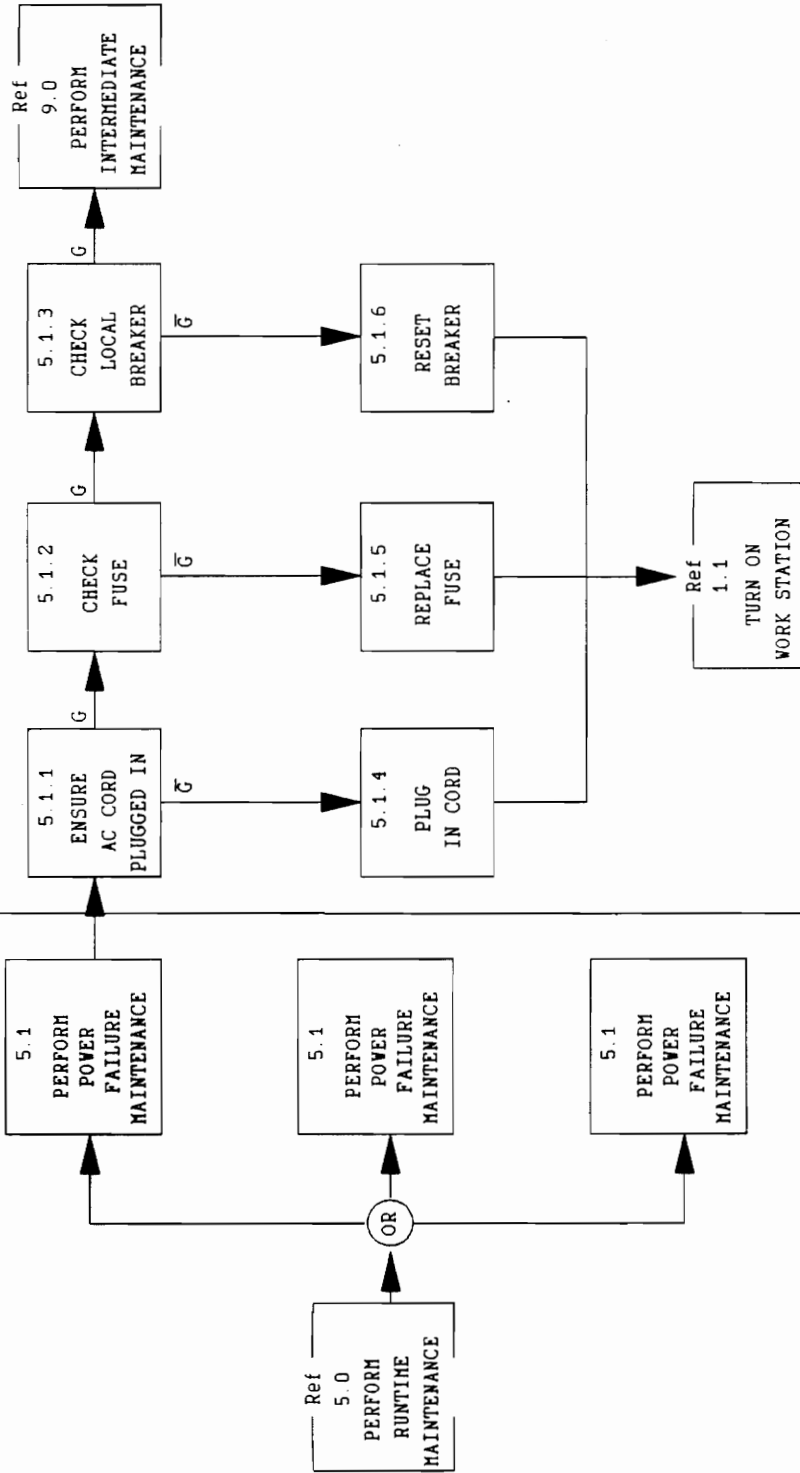 Ref
5.0
PERFORM
RUNTIME
MAINTENANCE
OR
5.1
PERFORM
POWER
FAILURE
MAINTENANCE
5.1
PERFORM
POWER
FAILURE
MAINTENANCE
5.1
PERFORM
POWER
FAILURE
MAINTENANCE
5.1.1
ENSURE
AC CORD
PLUGGED IN
G
5.1.2
CHECK
FUSE
G
5.1.3
CHECK
LOCAL
BREAKER
G
Ref
9.0
PERFORM
INTERMEDIATE
MAINTENANCE
G̅
G̅
G̅
5.1.4
PLUG
IN CORD
5.1.5
REPLACE
FUSE
5.1.6
RESET
BREAKER
Ref
1.1
TURN ON
WORK STATION